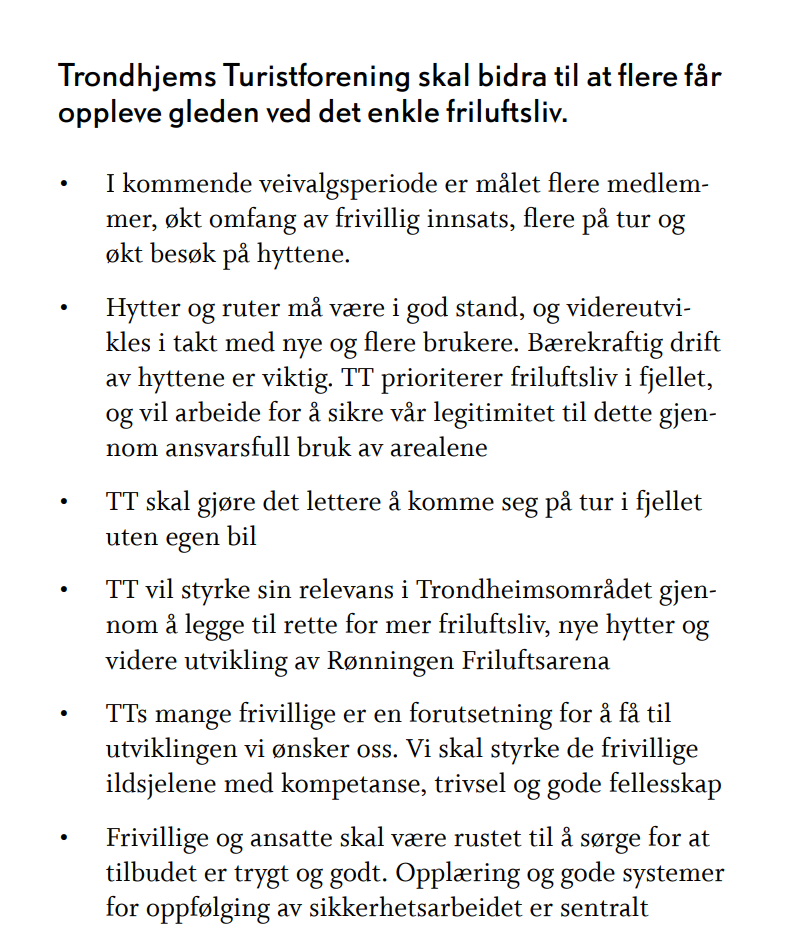 Trondhjems Turistforening skal bidra til at flere får
oppleve gleden ved det enkle friluftsliv.
• I kommende veivalgsperiode er målet flere medlem-
mer, økt omfang av frivillig innsats, flere på tur og
økt besøk på hyttene.
• Hytter og ruter må være i god stand, og videreutvi-
kles i takt med nye og flere brukere. Bærekraftig drift
av hyttene er viktig. TT prioriterer friluftsliv i fjellet,
og vil arbeide for å sikre vår legitimitet til dette gjen-
nom ansvarsfull bruk av arealene
• TT skal gjøre det lettere å komme seg på tur i fjellet
uten egen bil
• TT vil styrke sin relevans i Trondheimsområdet gjen-
nom å legge til rette for mer friluftsliv, nye hytter og
videre utvikling av Rønningen Friluftsarena
• TTs mange frivillige er en forutsetning for å få til
utviklingen vi ønsker oss. Vi skal styrke de frivillige
ildsjelene med kompetanse, trivsel og gode fellesskap
• Frivillige og ansatte skal være rustet til å sørge for at
tilbudet er trygt og godt. Opplæring og gode systemer
for oppfølging av sikkerhetsarbeidet er sentralt